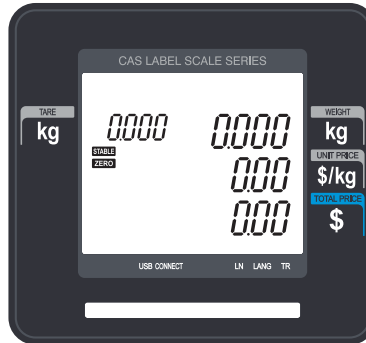 CAS LABEL SCALE SERIES
TARE
kg
0.000
0.000
WEIGHT
kg
STABLE
ZERO
0.00
UNIT PRICE
$/kg
0.00
TOTAL PRICE
$
USB CONNECT LN LANG TR